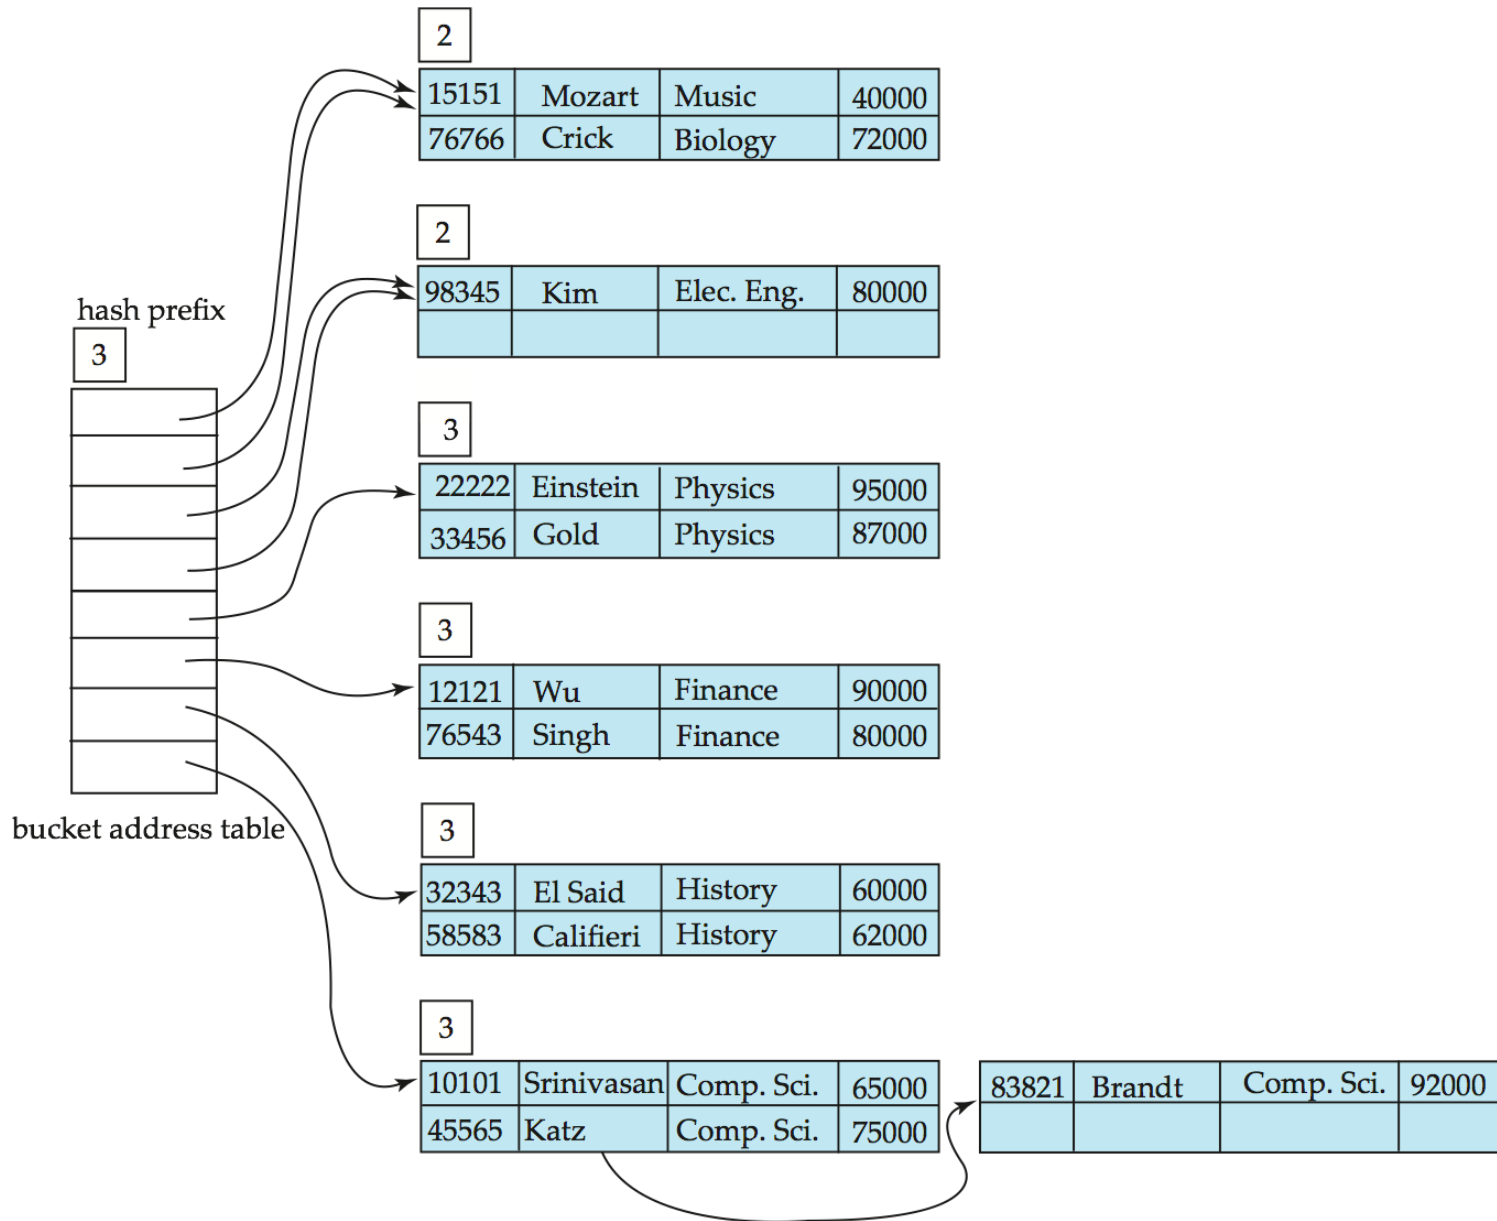 hash prefix
3
bucket address table
2
15151 Mozart Music 40000
76766 Crick Biology 72000
2
98345 Kim Elec. Eng. 80000
3
22222 Einstein Physics 95000
33456 Gold Physics 87000
3
12121 Wu Finance 90000
76543 Singh Finance 80000
3
32343 El Said History 60000
58583 Califieri History 62000
3
10101 Srinivasan Comp. Sci. 65000
45565 Katz Comp. Sci. 75000
83821 Brandt Comp. Sci. 92000